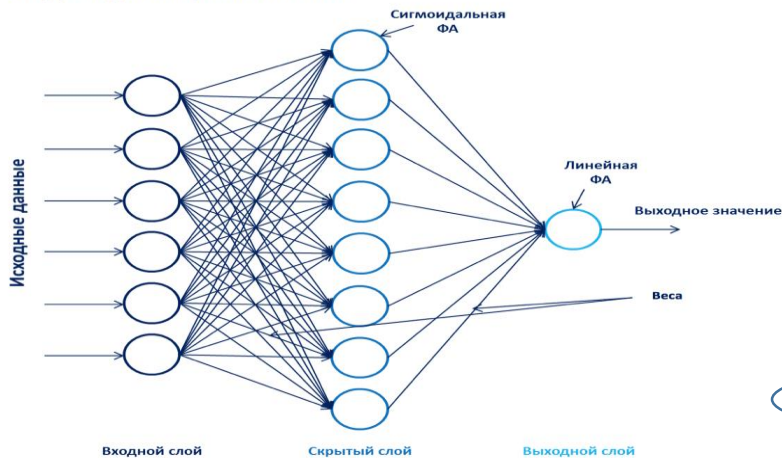 Сигмоидальная
ФА
Линейная
ФА
Исходные данные
Выходное значение
Веса
Входной слой
Скрытый слой
Выходной слой